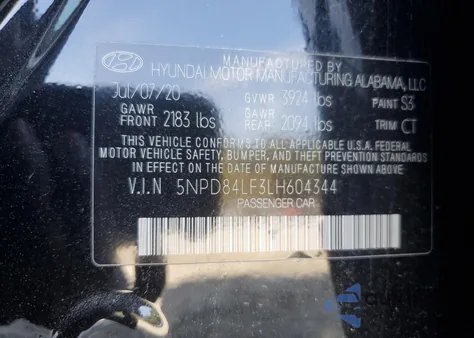 MANUFACTURED BY
HYUNDAI MOTOR MANUFACTURING ALABAMA, LLC
Jul/07/20 GVWR 3924 lbs PAINT S3
GAWR FRONT 2183 lbs GAWR REAR 2094 lbs TRIM CT
THIS VEHICLE CONFORMS TO ALL APPLICABLE FEDERAL
MOTOR VEHICLE SAFETY, BUMPER, AND THEFT PREVENTION STANDARDS
IN EFFECT ON THE DATE OF MANUFACTURE SHOWN ABOVE.
V.I.N 5NPD84LF3LH604344
PASSENGER CAR